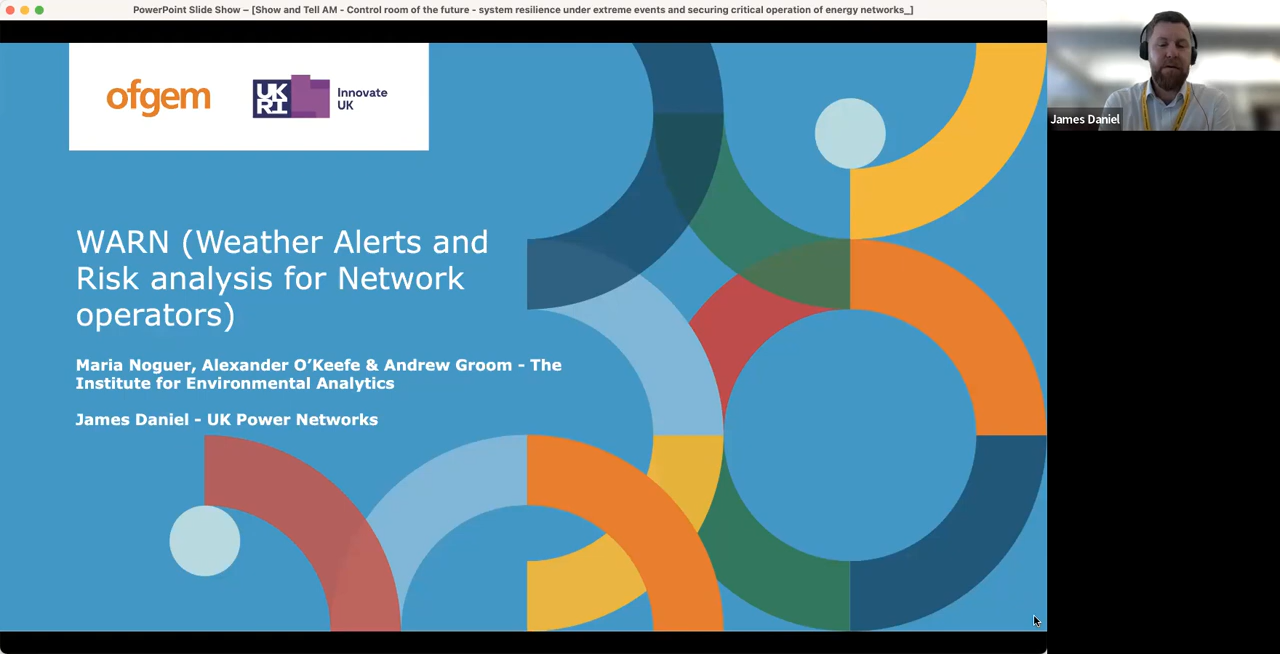 PowerPoint Slide Show – [Show and Tell AM - Control room of the future - system resilience under extreme events and securing critical operation of energy networks_]
ofgem
UK
RI
Innovate
UK
James Daniel
WARN (Weather Alerts and
Risk analysis for Network
operators)
Maria Noguer, Alexander O’Keefe & Andrew Groom - The
Institute for Environmental Analytics
James Daniel - UK Power Networks